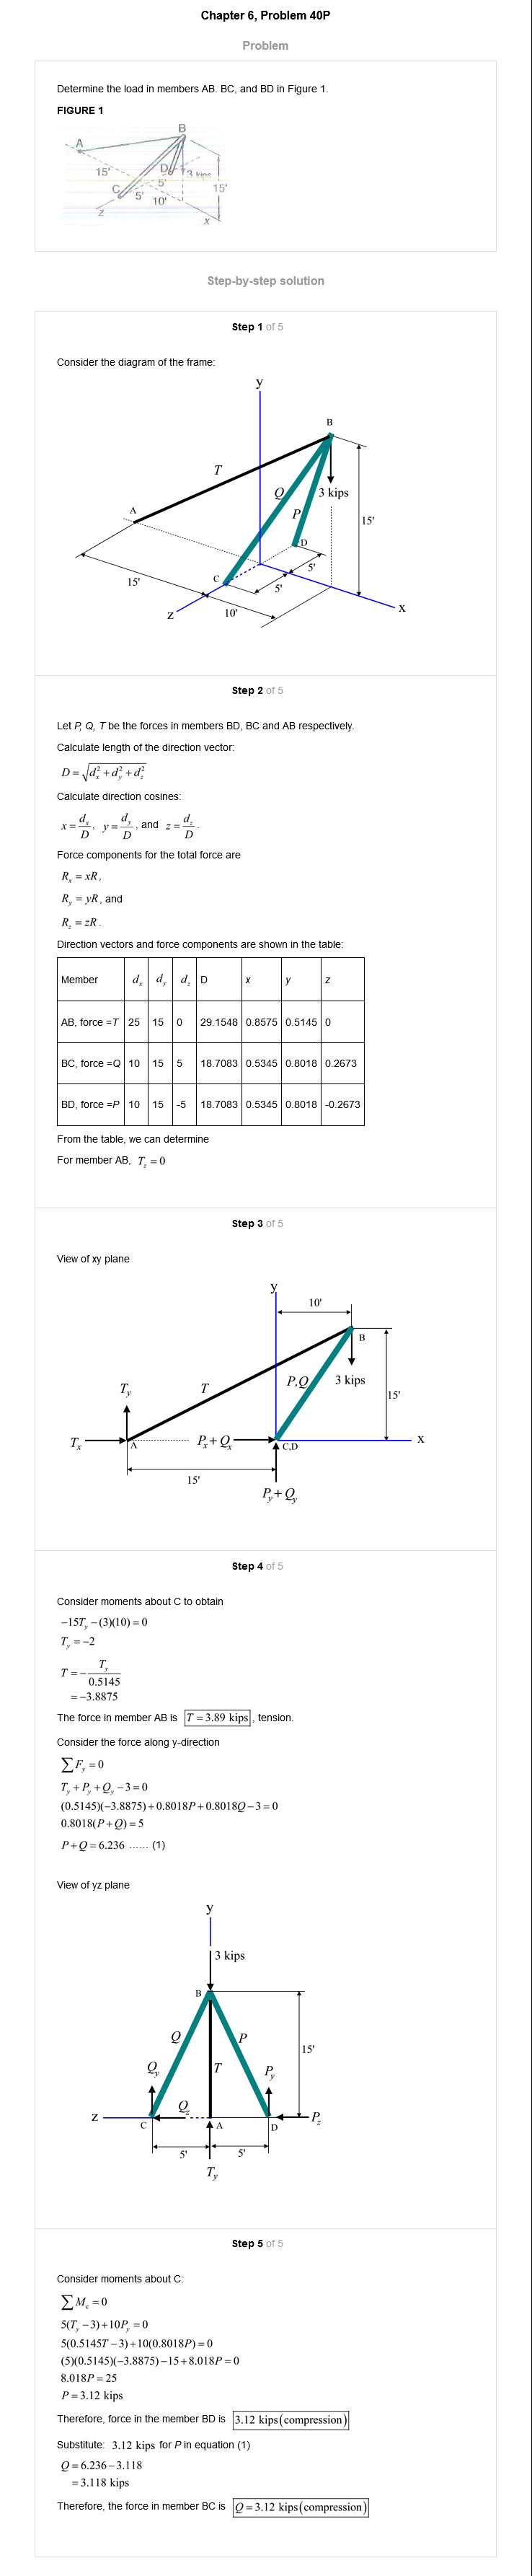 Chapter 6, Problem 40P
Problem
Determine the load in members AB. BC, and BD in Figure 1.
FIGURE 1
B
A
15'
D
3 kips
5'
15'
C
5'
10'
z
x
Step-by-step solution
Step 1 of 5
Consider the diagram of the frame:
y
B
T
Q
3 kips
P
A
15'
D
5'
C
15'
5'
z
10'
x
Step 2 of 5
Let P, Q, T be the forces in members BD, BC and AB respectively.
Calculate length of the direction vector:
D = √(d_x^2 + d_y^2 + d_z^2)
Calculate direction cosines:
x = d_x/D, y = d_y/D, and z = d_z/D.
Force components for the total force are
R_x = xR,
R_y = yR, and
R_z = zR.
Direction vectors and force components are shown in the table:
Member d_x d_y d_z D x y z
AB, force =T 25 15 0 29.1548 0.8575 0.5145 0
BC, force =Q 10 15 5 18.7083 0.5345 0.8018 0.2673
BD, force =P 10 15 -5 18.7083 0.5345 0.8018 -0.2673
From the table, we can determine
For member AB, T_z = 0
Step 3 of 5
View of xy plane
y
10'
B
T_y
T
P,Q
3 kips
15'
T_x
A
P_x + Q_x
C,D
x
15'
P_y + Q_y
Step 4 of 5
Consider moments about C to obtain
-15T_y - (3)(10) = 0
T_y = -2
T = - T_y/0.5145
= -3.8875
The force in member AB is T = 3.89 kips, tension.
Consider the force along y-direction
∑F_y = 0
T_y + P_y + Q_y - 3 = 0
(0.5145)(-3.8875) + 0.8018P + 0.8018Q - 3 = 0
0.8018(P + Q) = 5
P + Q = 6.236 ...... (1)
View of yz plane
y
3 kips
B
Q
P
15'
Q_y
T
P_y
z
Q_z
P_z
C
A
D
5'
5'
T_y
Step 5 of 5
Consider moments about C:
∑M_c = 0
5(T_y - 3) + 10P_y = 0
5(0.5145T - 3) + 10(0.8018P) = 0
(5)(0.5145)(-3.8875) - 15 + 8.018P = 0
8.018P = 25
P = 3.12 kips
Therefore, force in the member BD is 3.12 kips(compression)
Substitute: 3.12 kips for P in equation (1)
Q = 6.236 - 3.118
= 3.118 kips
Therefore, the force in member BC is Q = 3.12 kips(compression)